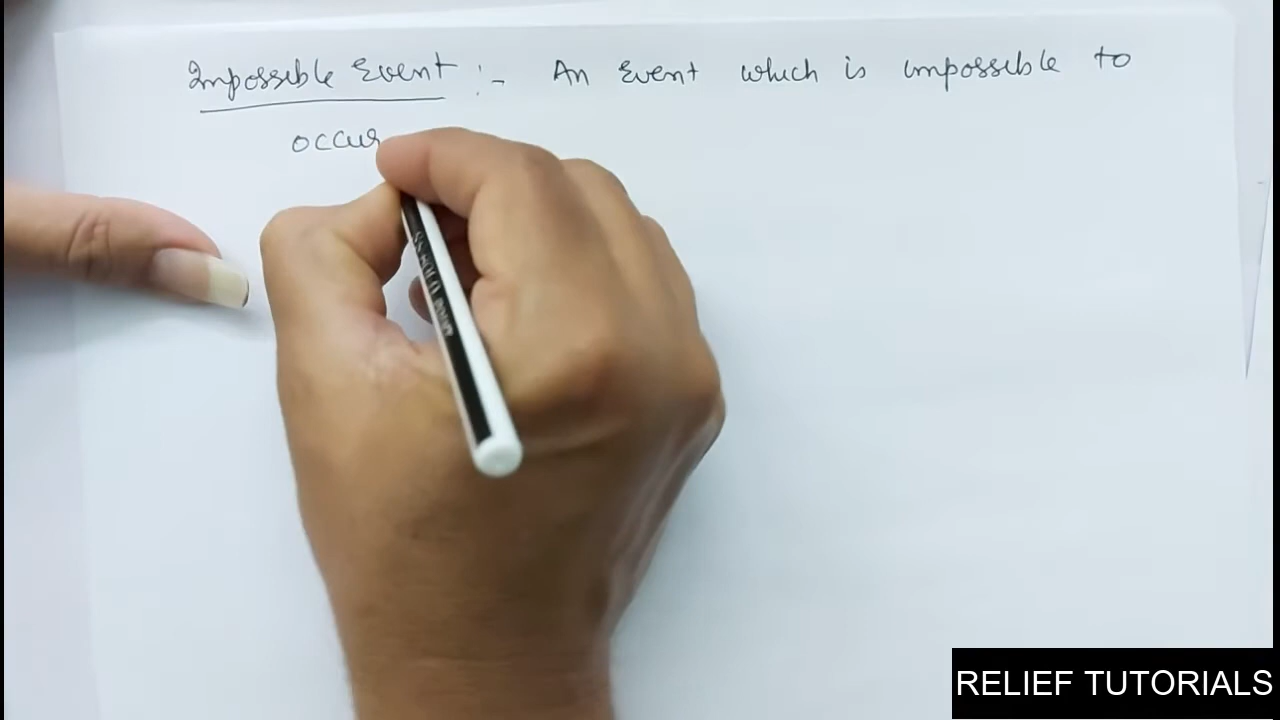 Impossible Event :- An Event which is impossible to
occur
RELIEF TUTORIALS